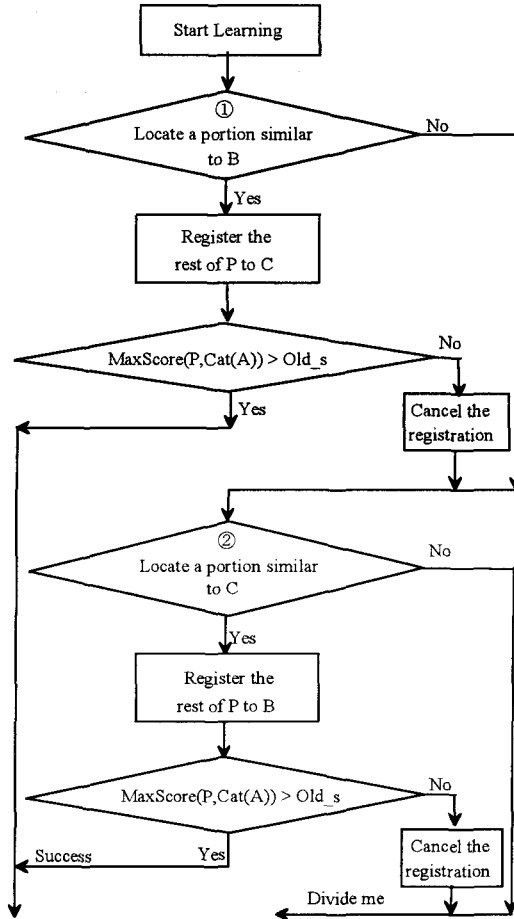 Start Learning
①
Locate a portion similar
to B
No
Yes
Register the
rest of P to C
MaxScore(P,Cat(A)) > Old_s
No
Yes
Cancel the
registration
②
Locate a portion similar
to C
No
Yes
Register the
rest of P to B
MaxScore(P,Cat(A)) > Old_s
No
Yes
Success
Cancel the
registration
Divide me